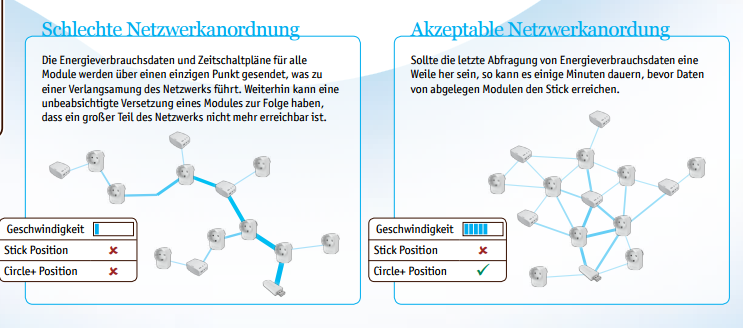 Schlechte Netzwerkanordnung
Die Energieverbrauchsdaten und Zeitschaltpläne für alle
Module werden über einen einzigen Punkt gesendet, was zu
einer Verlangsamung des Netzwerks führt. Weiterhin kann eine
unbeabsichtigte Versetzung eines Modules zur Folge haben,
dass ein großer Teil des Netzwerks nicht mehr erreichbar ist.
Geschwindigkeit
Stick Position ✗
Circle+ Position ✗
Akzeptable Netzwerkanordung
Sollte die letzte Abfragung von Energieverbrauchsdaten eine
Weile her sein, so kann es einige Minuten dauern, bevor Daten
von abgelegen Modulen den Stick erreichen.
Geschwindigkeit
Stick Position ✗
Circle+ Position ✓